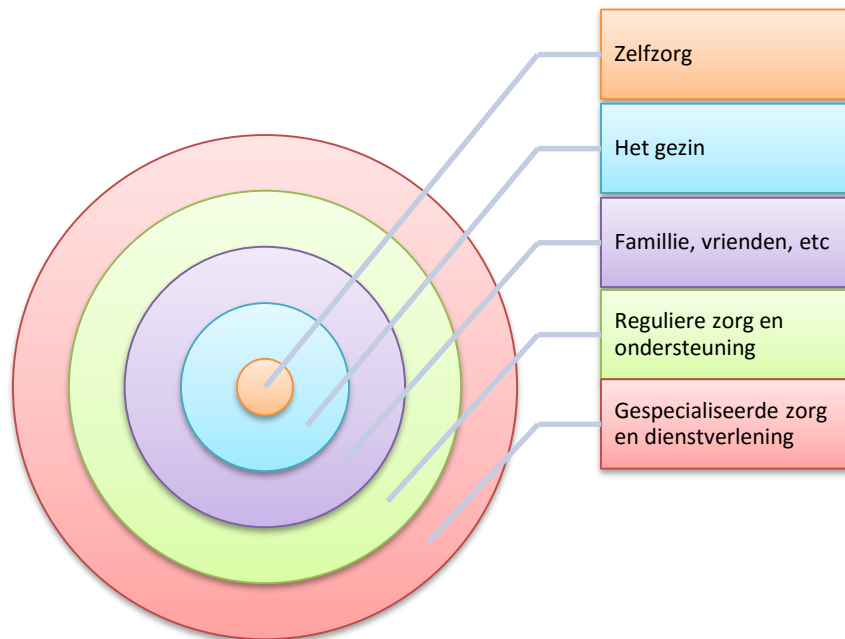 Zelfzorg
Het gezin
Famillie, vrienden, etc
Reguliere zorg en
ondersteuning
Gespecialiseerde zorg
en dienstverlening